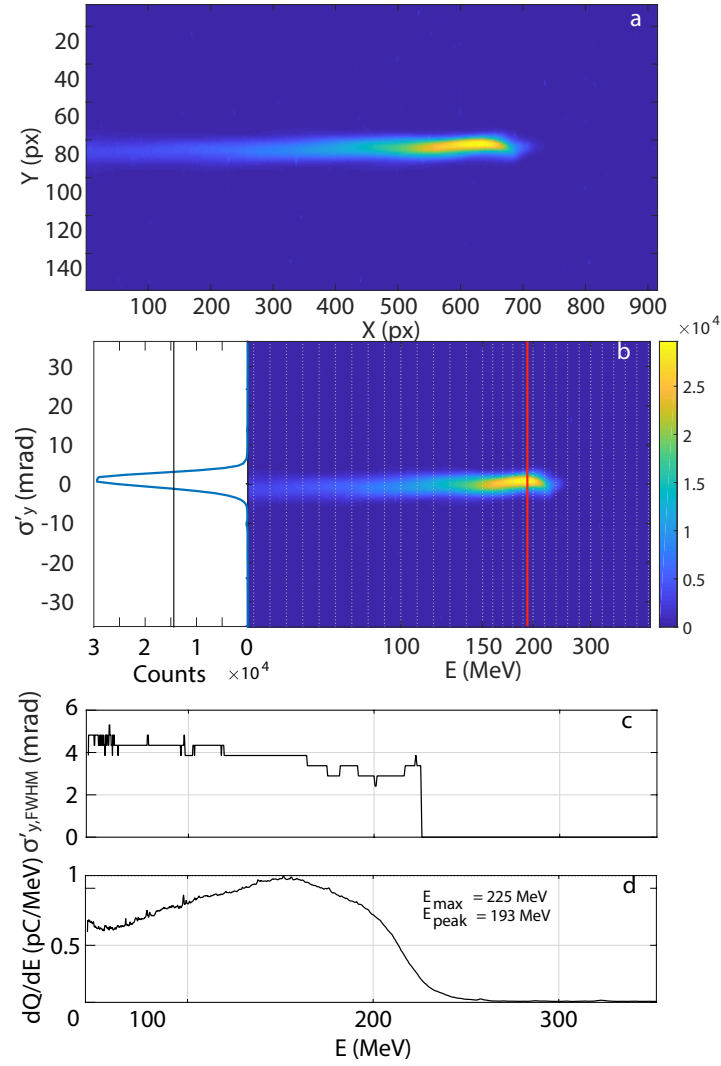 a
20
40
60
80
100
120
140
Y (px)
100 200 300 400 500 600 700 800 900
X (px)
b
×10⁴
30
20
10
0
-10
-20
-30
σ′y (mrad)
3 2 1 0
Counts ×10⁴
100 150 200 300
E (MeV)
3
2.5
2
1.5
1
0.5
0
c
6
4
2
0
σ′y,FWHM (mrad)
d
1
0.5
dQ/dE (pC/MeV)
E max = 225 MeV
E peak = 193 MeV
0 100 200 300
E (MeV)